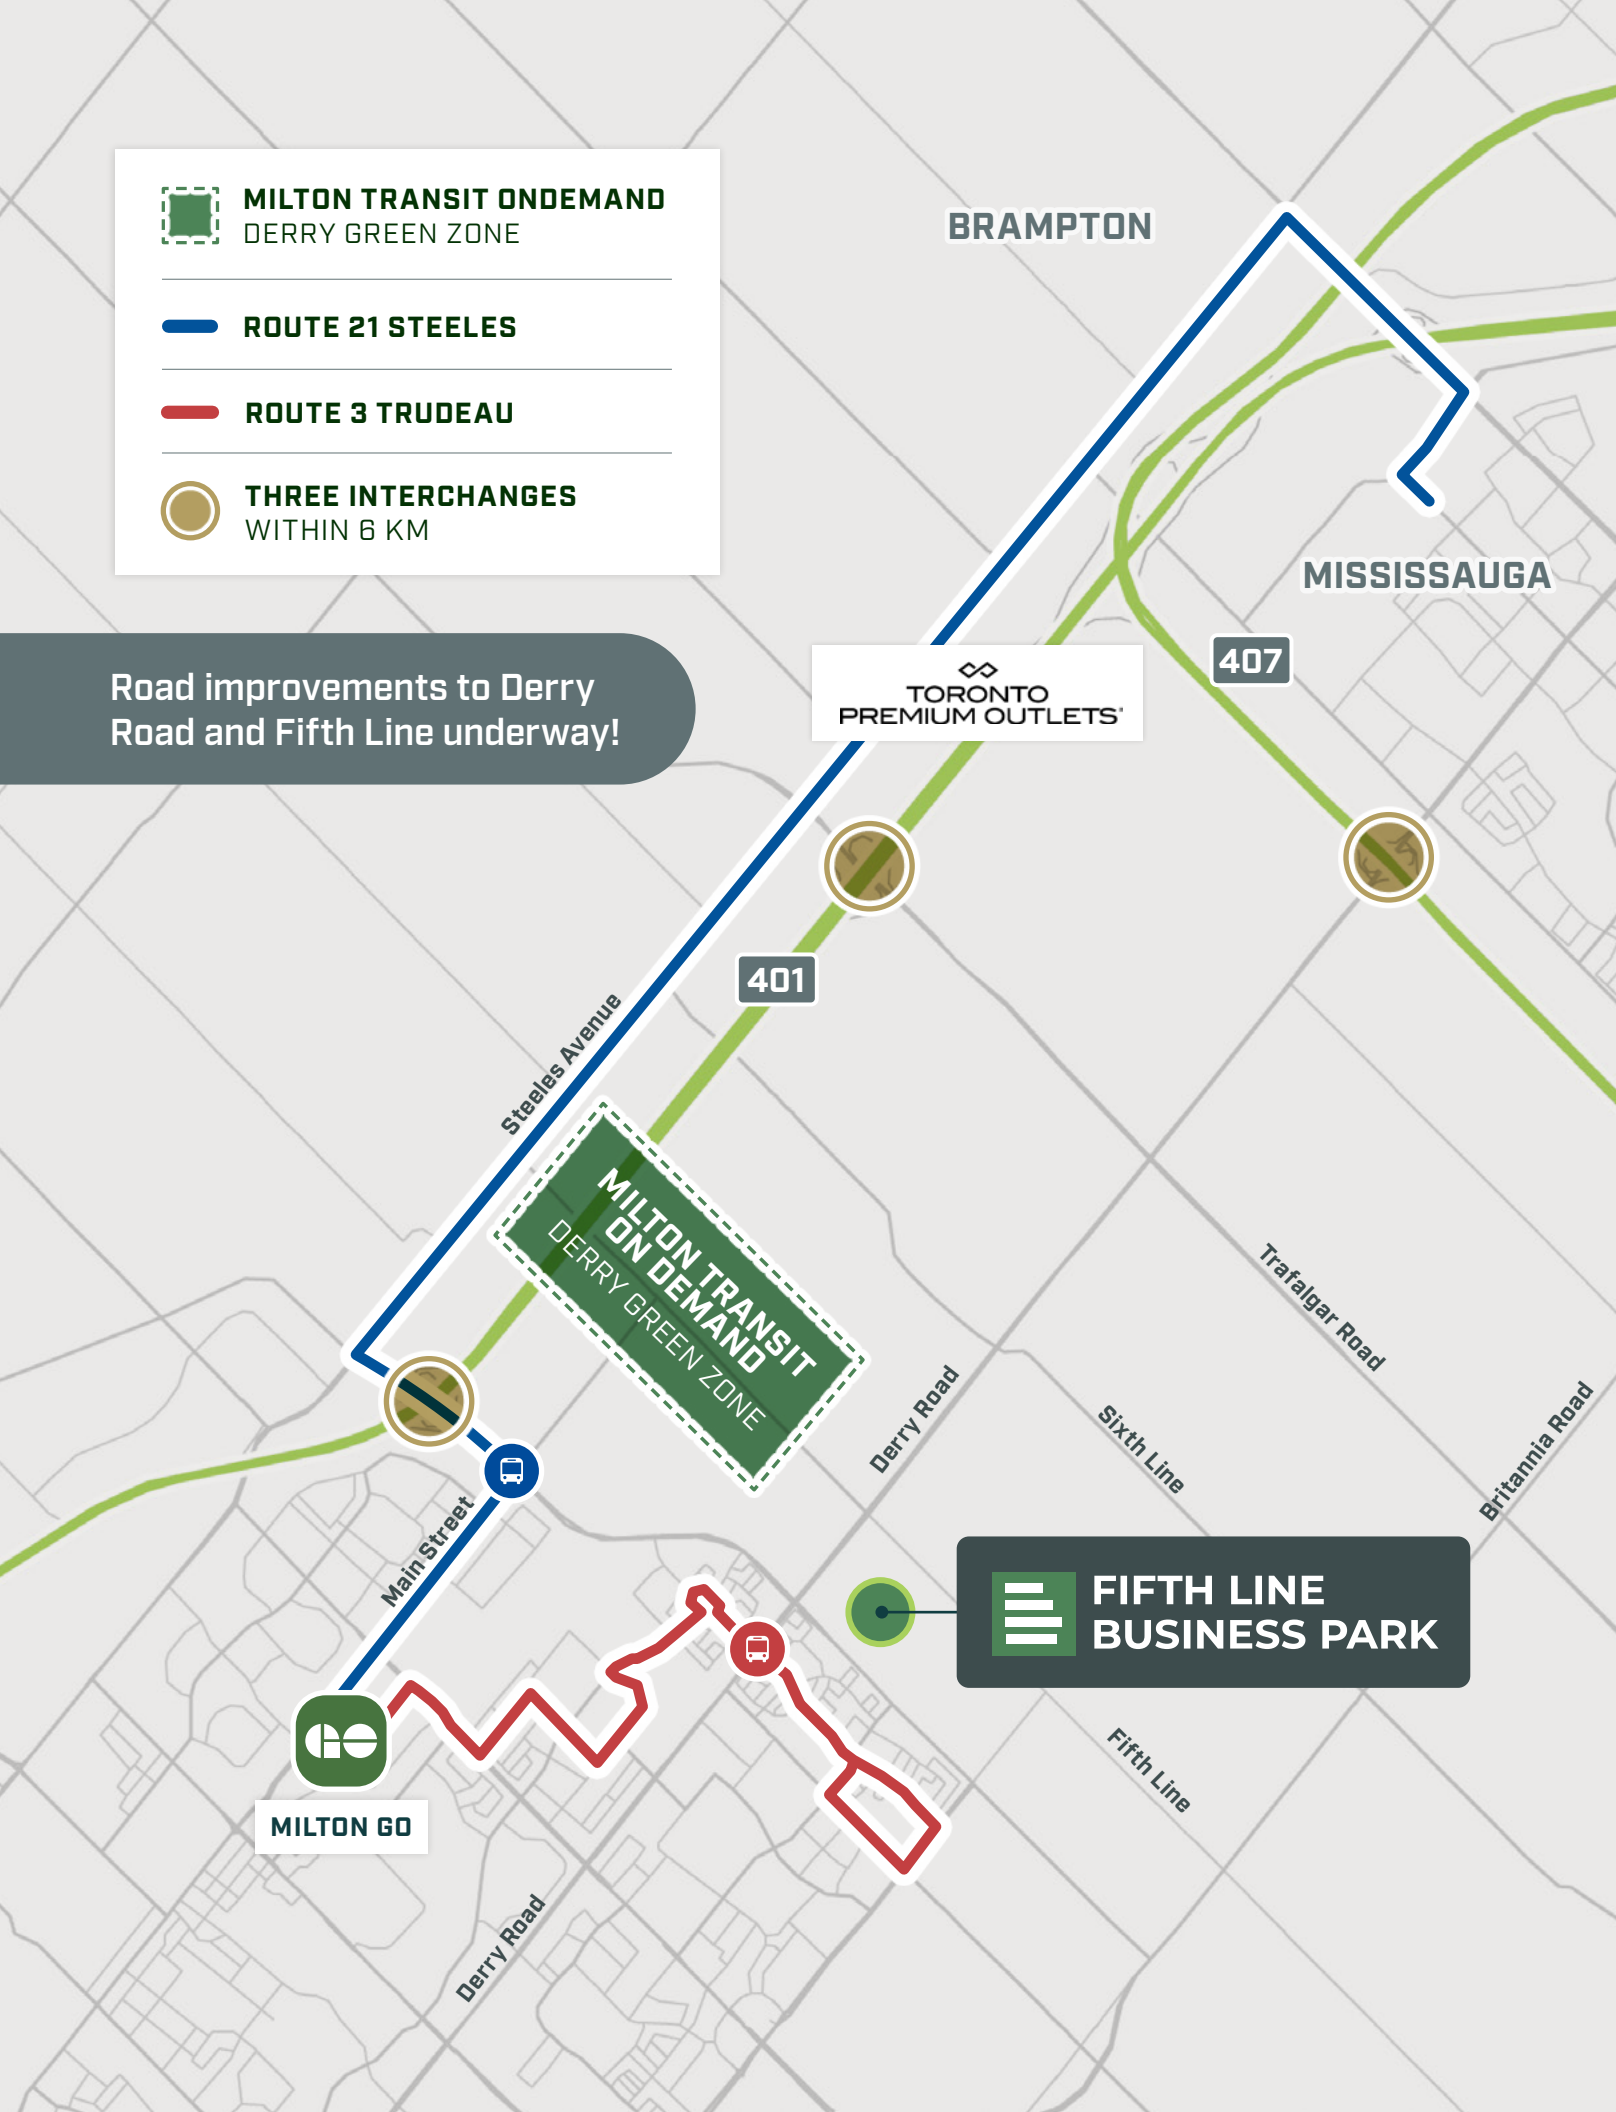 MILTON TRANSIT ONDEMAND
DERRY GREEN ZONE
ROUTE 21 STEELES
ROUTE 3 TRUDEAU
THREE INTERCHANGES
WITHIN 6 KM
BRAMPTON
MISSISSAUGA
407
Road improvements to Derry
Road and Fifth Line underway!
TORONTO
PREMIUM OUTLETS
401
Steeles Avenue
MILTON TRANSIT
ON DEMAND
DERRY GREEN ZONE
Trafalgar Road
Derry Road
Sixth Line
Britannia Road
Main Street
FIFTH LINE
BUSINESS PARK
Fifth Line
GO
MILTON GO
Derry Road